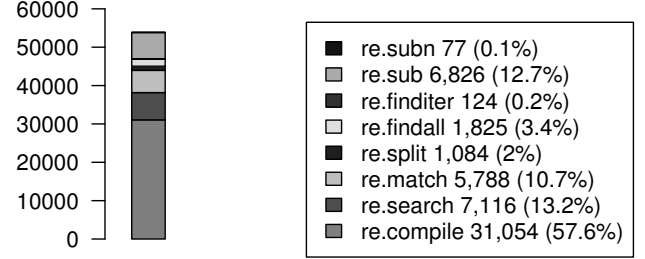 60000
50000
40000
30000
20000
10000
0
re.subn 77 (0.1%)
re.sub 6,826 (12.7%)
re.finditer 124 (0.2%)
re.findall 1,825 (3.4%)
re.split 1,084 (2%)
re.match 5,788 (10.7%)
re.search 7,116 (13.2%)
re.compile 31,054 (57.6%)